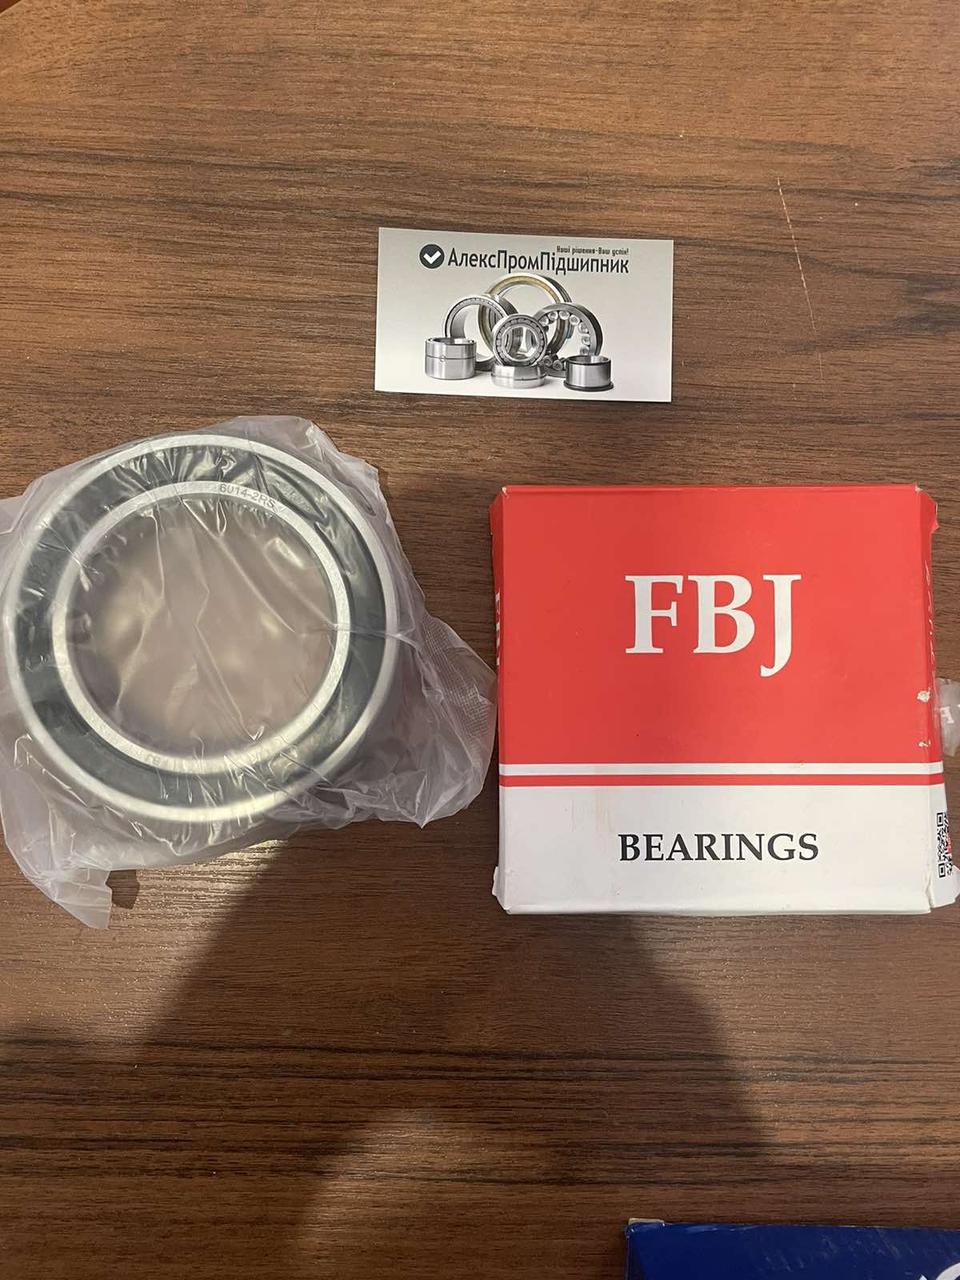 Наші рішення-Ваш успіх!
АлексПромПідшипник
6014-2RS
FBJ
BEARINGS